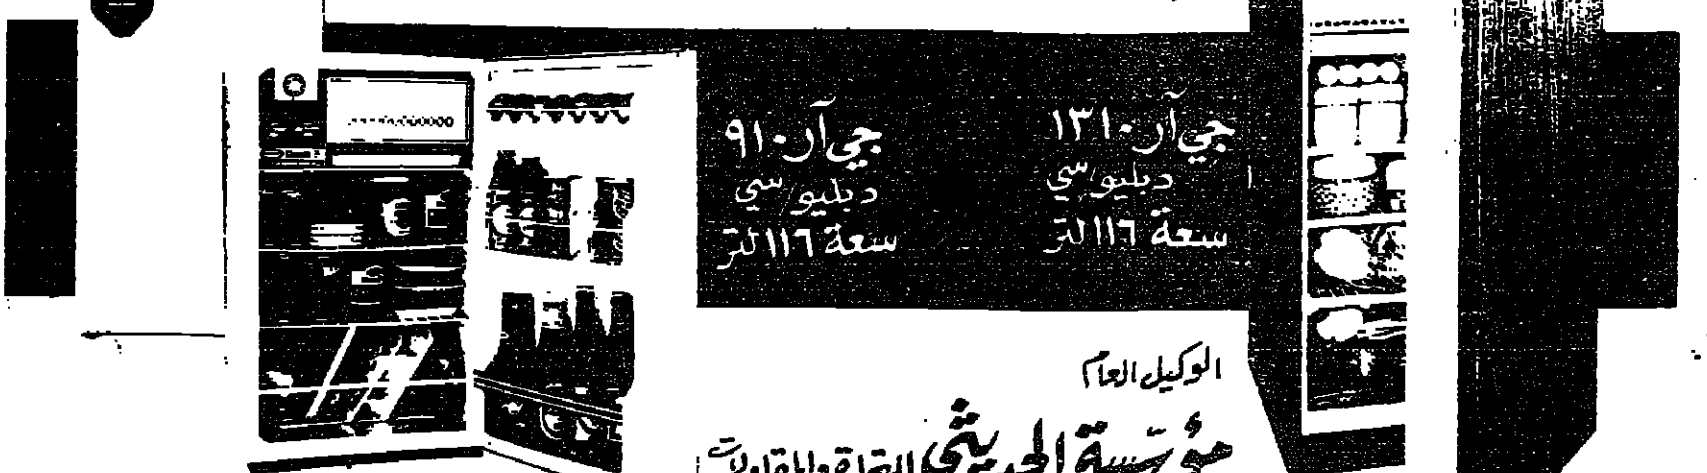 جي آر ١٣١٠
دبليو/سي
سعة ١١٦ لتر
جي آر ٩١٠
دبليو/سي
سعة ١١٦ لتر
الوكيل العام
مؤسسة الحديثي للتجارة والمقاولات